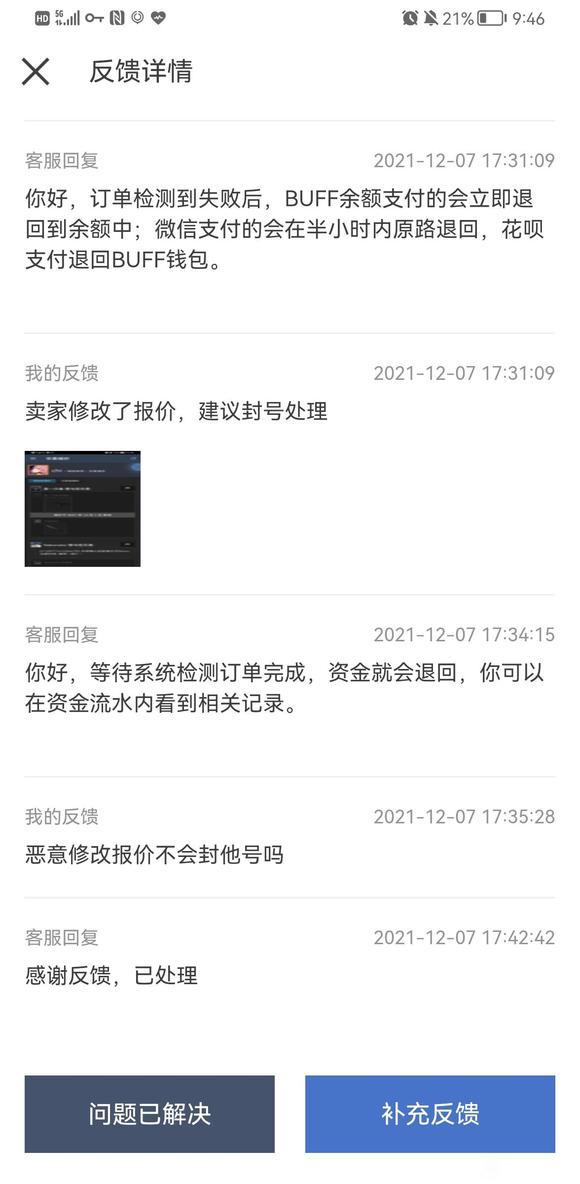 HD 5G 21% 9:46
反馈详情
客服回复 2021-12-07 17:31:09
你好，订单检测到失败后，BUFF余额支付的会立即退
回到余额中；微信支付的会在半小时内原路退回，花呗
支付退回BUFF钱包。
我的反馈 2021-12-07 17:31:09
卖家修改了报价，建议封号处理
客服回复 2021-12-07 17:34:15
你好，等待系统检测订单完成，资金就会退回，你可以
在资金流水内看到相关记录。
我的反馈 2021-12-07 17:35:28
恶意修改报价不会封他号吗
客服回复 2021-12-07 17:42:42
感谢反馈，已处理
问题已解决 补充反馈